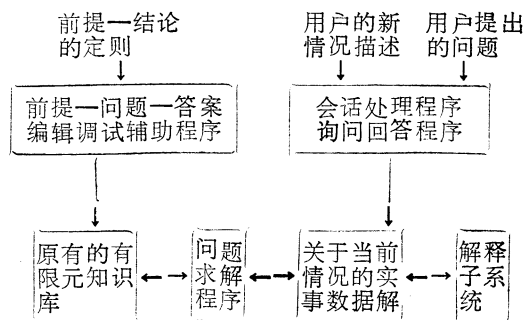 前提一结论
的定则
用户的新
情况描述
用户提出
的问题
前提一问题一答案
编辑调试辅助程序
会话处理程序
询问回答程序
原有的有
限元知识
库
问题
求解
程序
关于当前
情况的实
事数据解
解释
子系
统